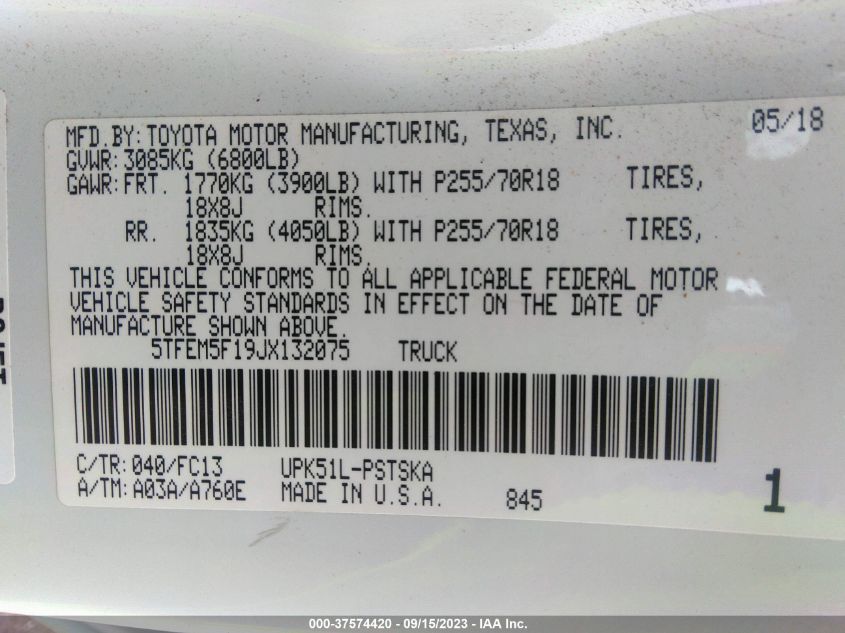 MFD.BY: TOYOTA MOTOR MANUFACTURING, TEXAS, INC. 05/18
GVWR: 3085KG (6800LB)
GAWR: FRT. 1770KG (3900LB) WITH P255/70R18 TIRES,
18X8J RIMS.
RR. 1835KG (4050LB) WITH P255/70R18 TIRES,
18X8J RIMS.
THIS VEHICLE CONFORMS TO ALL APPLICABLE FEDERAL MOTOR
VEHICLE SAFETY STANDARDS IN EFFECT ON THE DATE OF
MANUFACTURE SHOWN ABOVE.
5TFEM5F19JX132075 TRUCK
C/TR: 040/FC13 UPK51L-PSTSKA
A/TM: A03A/A760E MADE IN U.S.A. 845 1
000-37574420 - 09/15/2023 - IAA Inc.